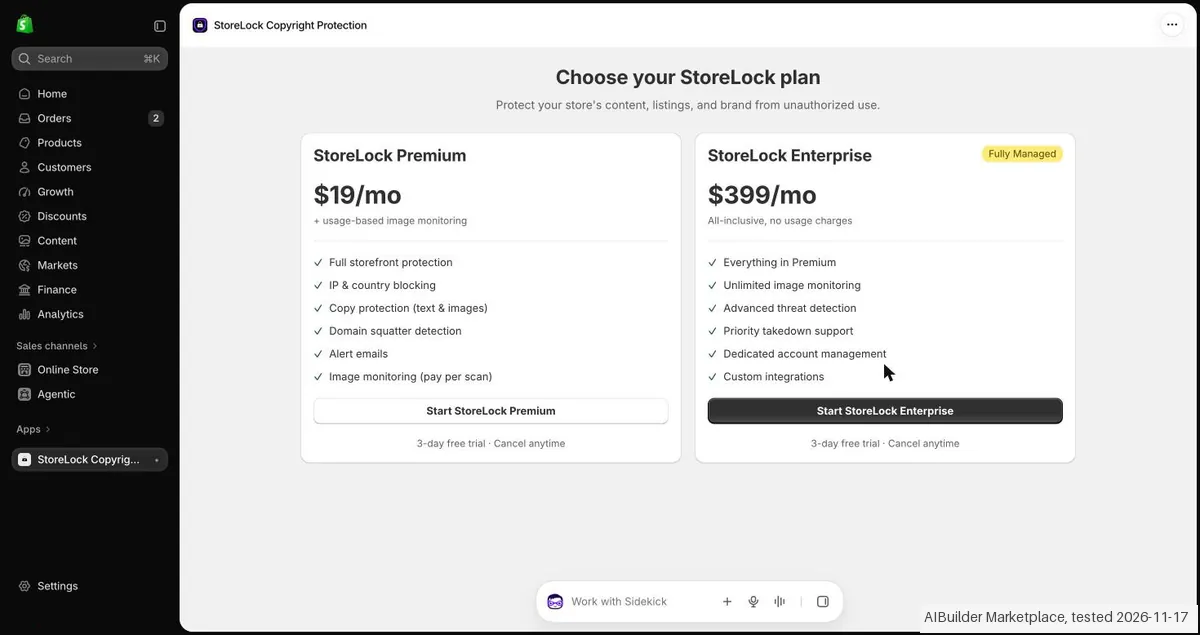 StoreLock Copyright Protection
Search ⌘K
Home
Orders 2
Products
Customers
Growth
Discounts
Content
Markets
Finance
Analytics
Sales channels
Online Store
Agentic
Apps
StoreLock Copyrig...
Settings
Choose your StoreLock plan
Protect your store's content, listings, and brand from unauthorized use.
StoreLock Premium
$19/mo
+ usage-based image monitoring
Full storefront protection
IP & country blocking
Copy protection (text & images)
Domain squatter detection
Alert emails
Image monitoring (pay per scan)
Start StoreLock Premium
3-day free trial · Cancel anytime
StoreLock Enterprise
Fully Managed
$399/mo
All-inclusive, no usage charges
Everything in Premium
Unlimited image monitoring
Advanced threat detection
Priority takedown support
Dedicated account management
Custom integrations
Start StoreLock Enterprise
3-day free trial · Cancel anytime
Work with Sidekick
AIBuilder Marketplace, tested 2026-11-17